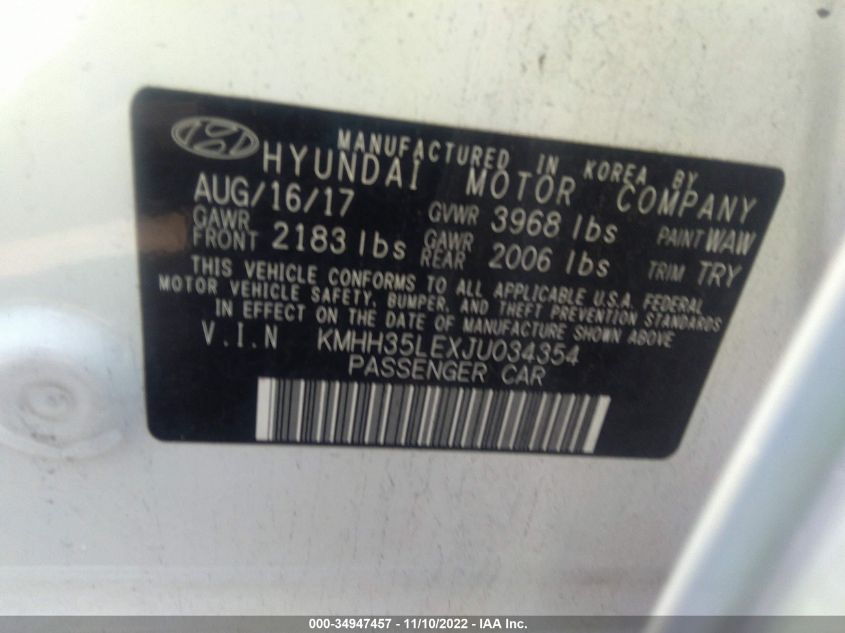 MANUFACTURED IN KOREA BY
HYUNDAI MOTOR COMPANY
AUG/16/17 GVWR 3968 lbs PAINT WAW
GAWR FRONT 2183 lbs GAWR REAR 2006 lbs TRIM TRY
THIS VEHICLE CONFORMS TO ALL APPLICABLE U.S.A. FEDERAL
MOTOR VEHICLE SAFETY, BUMPER, AND THEFT PREVENTION STANDARDS
IN EFFECT ON THE DATE OF MANUFACTURE SHOWN ABOVE
V.I.N KMHH35LEXJU034354
PASSENGER CAR
000-34947457 - 11/10/2022 - IAA Inc.